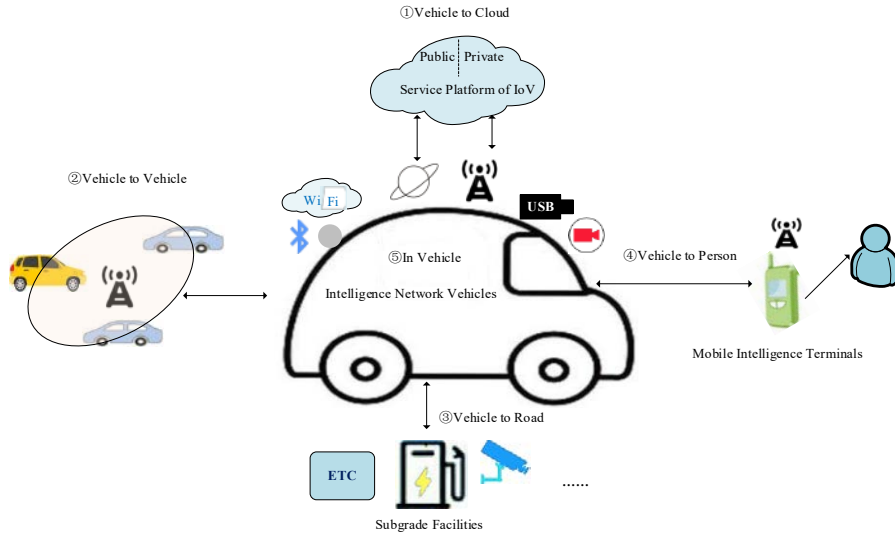 ①Vehicle to Cloud
Public Private
Service Platform of IoV
②Vehicle to Vehicle
Wi Fi
USB
⑤In Vehicle
④Vehicle to Person
Intelligence Network Vehicles
Mobile Intelligence Terminals
③Vehicle to Road
ETC
......
Subgrade Facilities